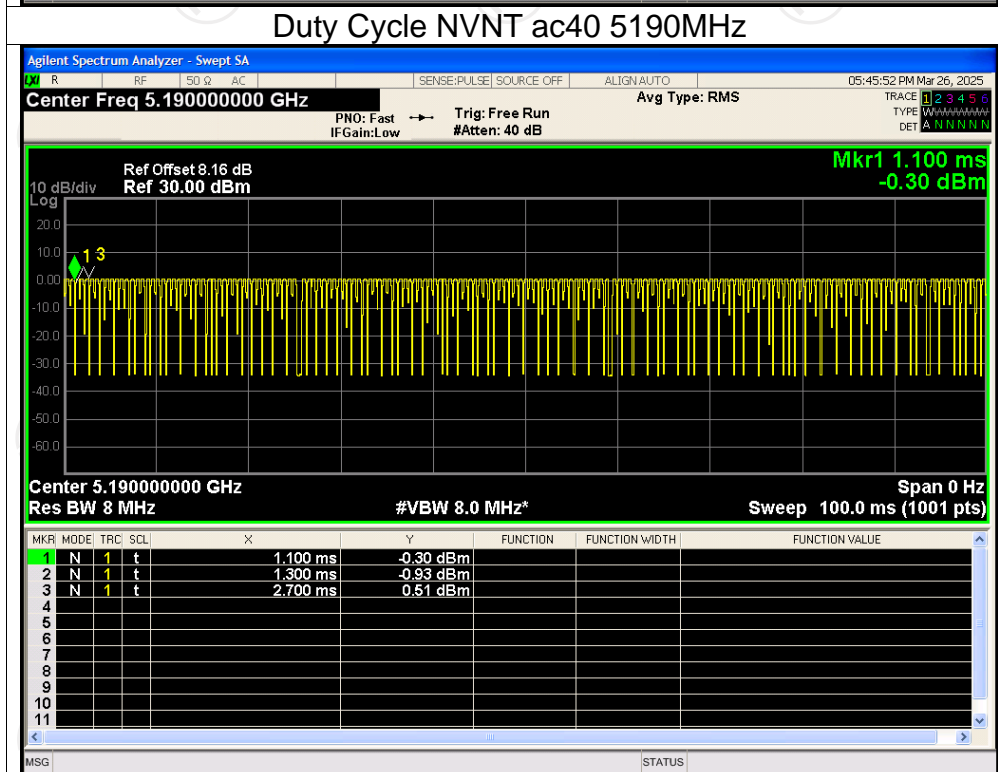 Duty Cycle NVNT ac40 5190MHz
Agilent Spectrum Analyzer - Swept SA
LXI R RF 50 Ω AC SENSE:PULSE SOURCE OFF ALIGN AUTO 05:45:52 PM Mar 26, 2025
Center Freq 5.190000000 GHz Avg Type: RMS TRACE 1 2 3 4 5 6
PNO: Fast Trig: Free Run TYPE WWWWWW
IFGain:Low #Atten: 40 dB DET A N N N N N
Mkr1 1.100 ms
Ref Offset 8.16 dB
10 dB/div Ref 30.00 dBm -0.30 dBm
Log
20.0
10.0
1 3
0.00
-10.0
-20.0
-30.0
-40.0
-50.0
-60.0
Center 5.190000000 GHz Span 0 Hz
Res BW 8 MHz #VBW 8.0 MHz* Sweep 100.0 ms (1001 pts)
MKR MODE TRC SCL X Y FUNCTION FUNCTION WIDTH FUNCTION VALUE
1 N 1 t 1.100 ms -0.30 dBm
2 N 1 t 1.300 ms -0.93 dBm
3 N 1 t 2.700 ms 0.51 dBm
4
5
6
7
8
9
10
11
MSG STATUS